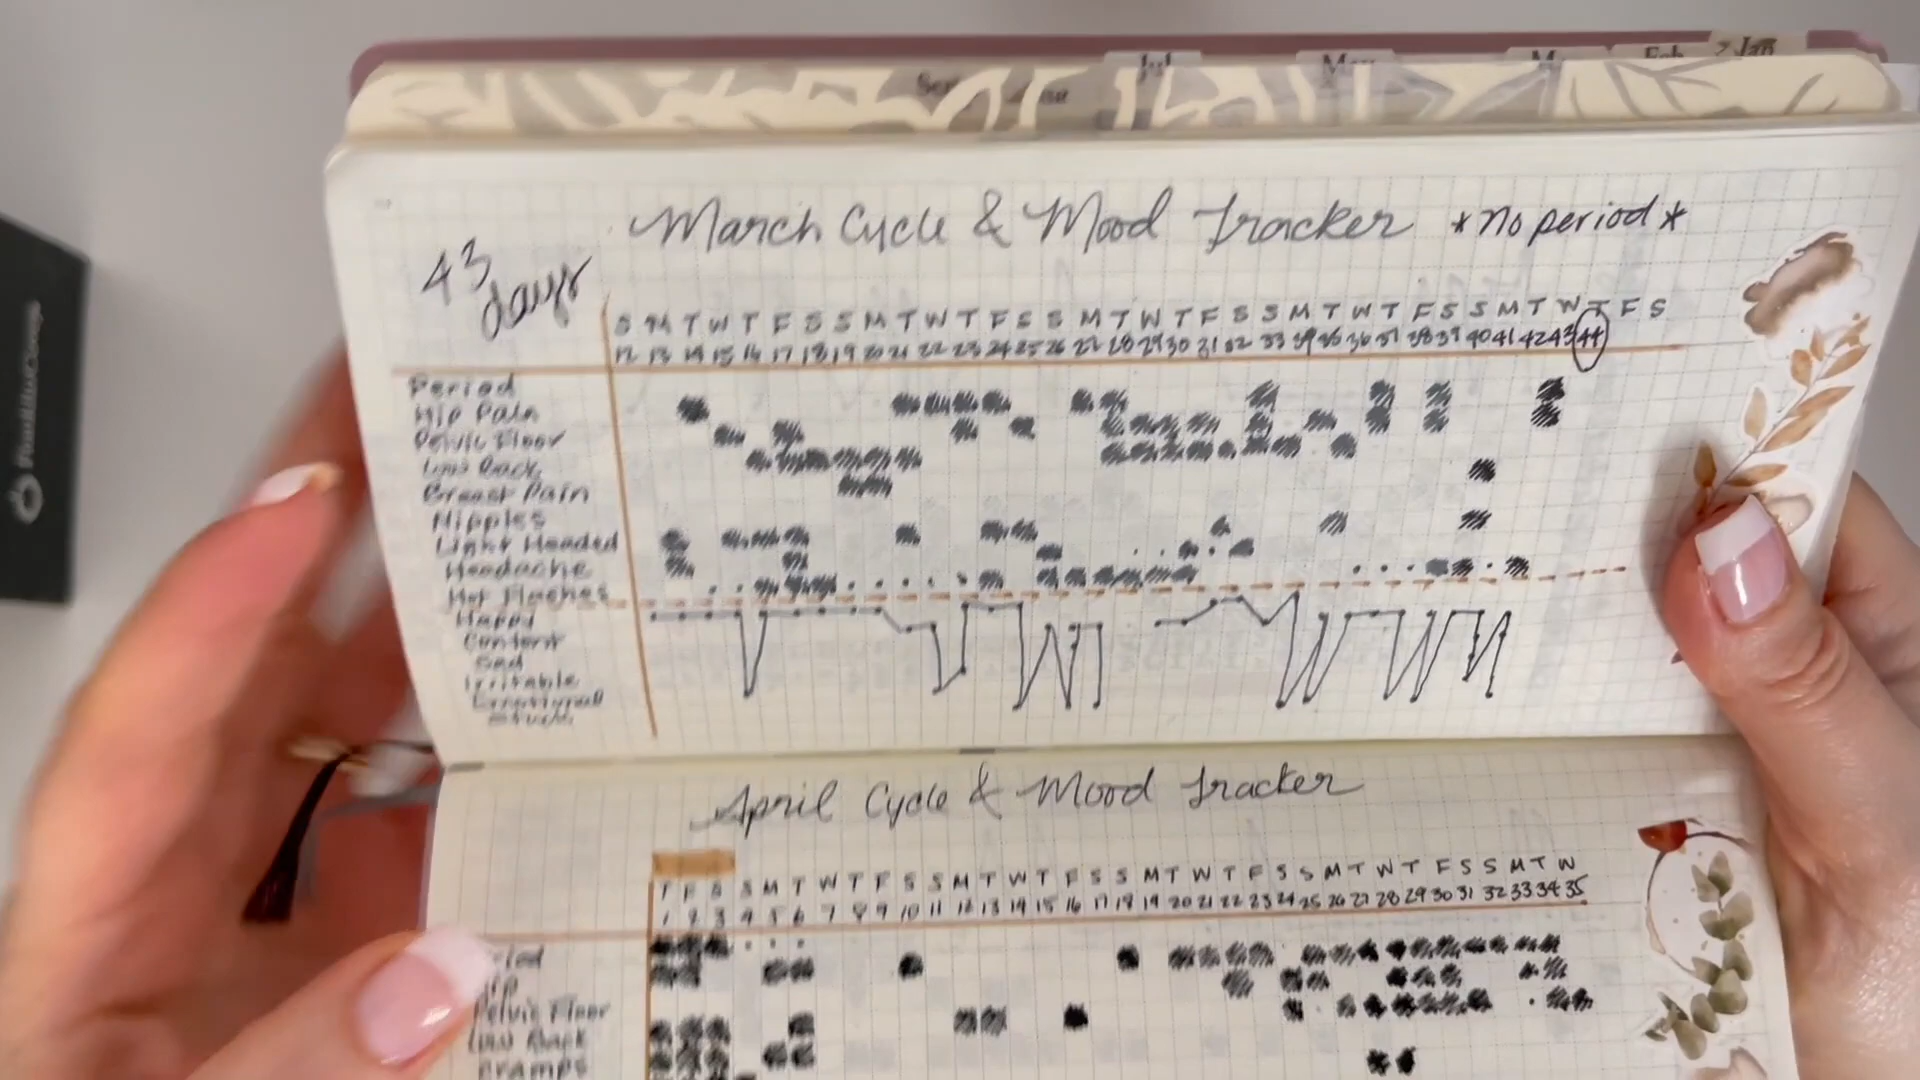 Jul
May
Feb
Jan
March Cycle & Mood Tracker *no period*
43 days
S M T W T F S S M T W T F S S M T W T F S S M T W T F S S M T W T F S
12 13 14 15 16 17 18 19 20 21 22 23 24 25 26 27 28 29 30 31 32 33 34 35 36 37 38 39 40 41 42 43 44
Period
Hip Pain
Pelvic Floor
Low Back
Breast Pain
Nipples
Light Headed
Headache
Hot Flashes
Happy
Content
Sad
Irritable
Emotional
April Cycle & Mood Tracker
T F S S M T W T F S S M T W T F S S M T W T F S S M T W T F S S M T W
1 2 3 4 5 6 7 8 9 10 11 12 13 14 15 16 17 18 19 20 21 22 23 24 25 26 27 28 29 30 31 32 33 34 35
Pelvic Floor
Low Back
Cramps